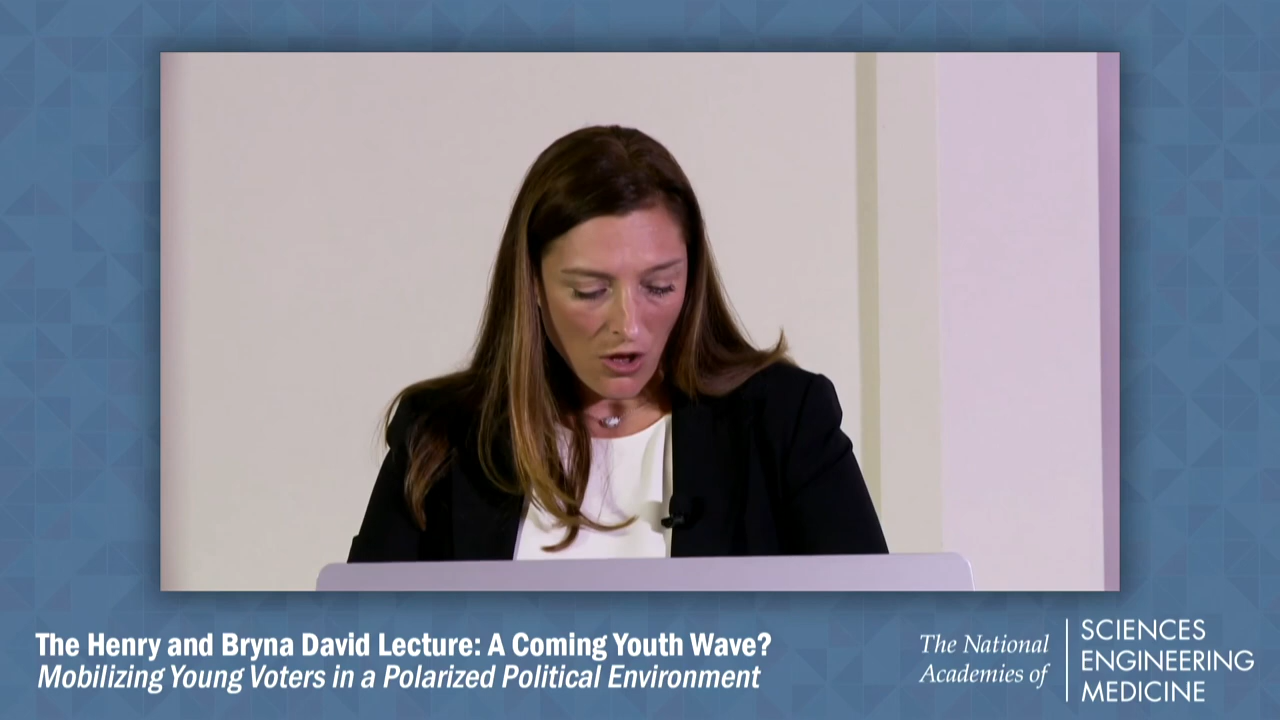 The Henry and Bryna David Lecture: A Coming Youth Wave?
Mobilizing Young Voters in a Polarized Political Environment
The National
Academies of
SCIENCES
ENGINEERING
MEDICINE